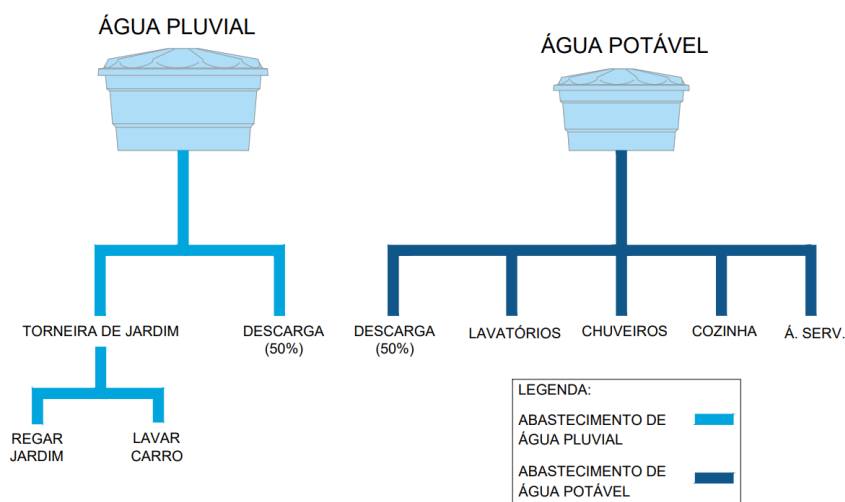 ÁGUA PLUVIAL
ÁGUA POTÁVEL
TORNEIRA DE JARDIM
DESCARGA
(50%)
DESCARGA
(50%)
LAVATÓRIOS
CHUVEIROS
COZINHA
Á. SERV.
REGAR
JARDIM
LAVAR
CARRO
LEGENDA:
ABASTECIMENTO DE
ÁGUA PLUVIAL
ABASTECIMENTO DE
ÁGUA POTÁVEL